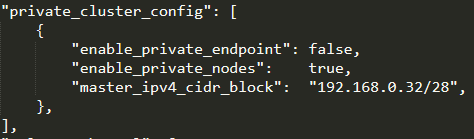 "private_cluster_config": [
{
"enable_private_endpoint": false,
"enable_private_nodes": true,
"master_ipv4_cidr_block": "192.168.0.32/28",
},
],